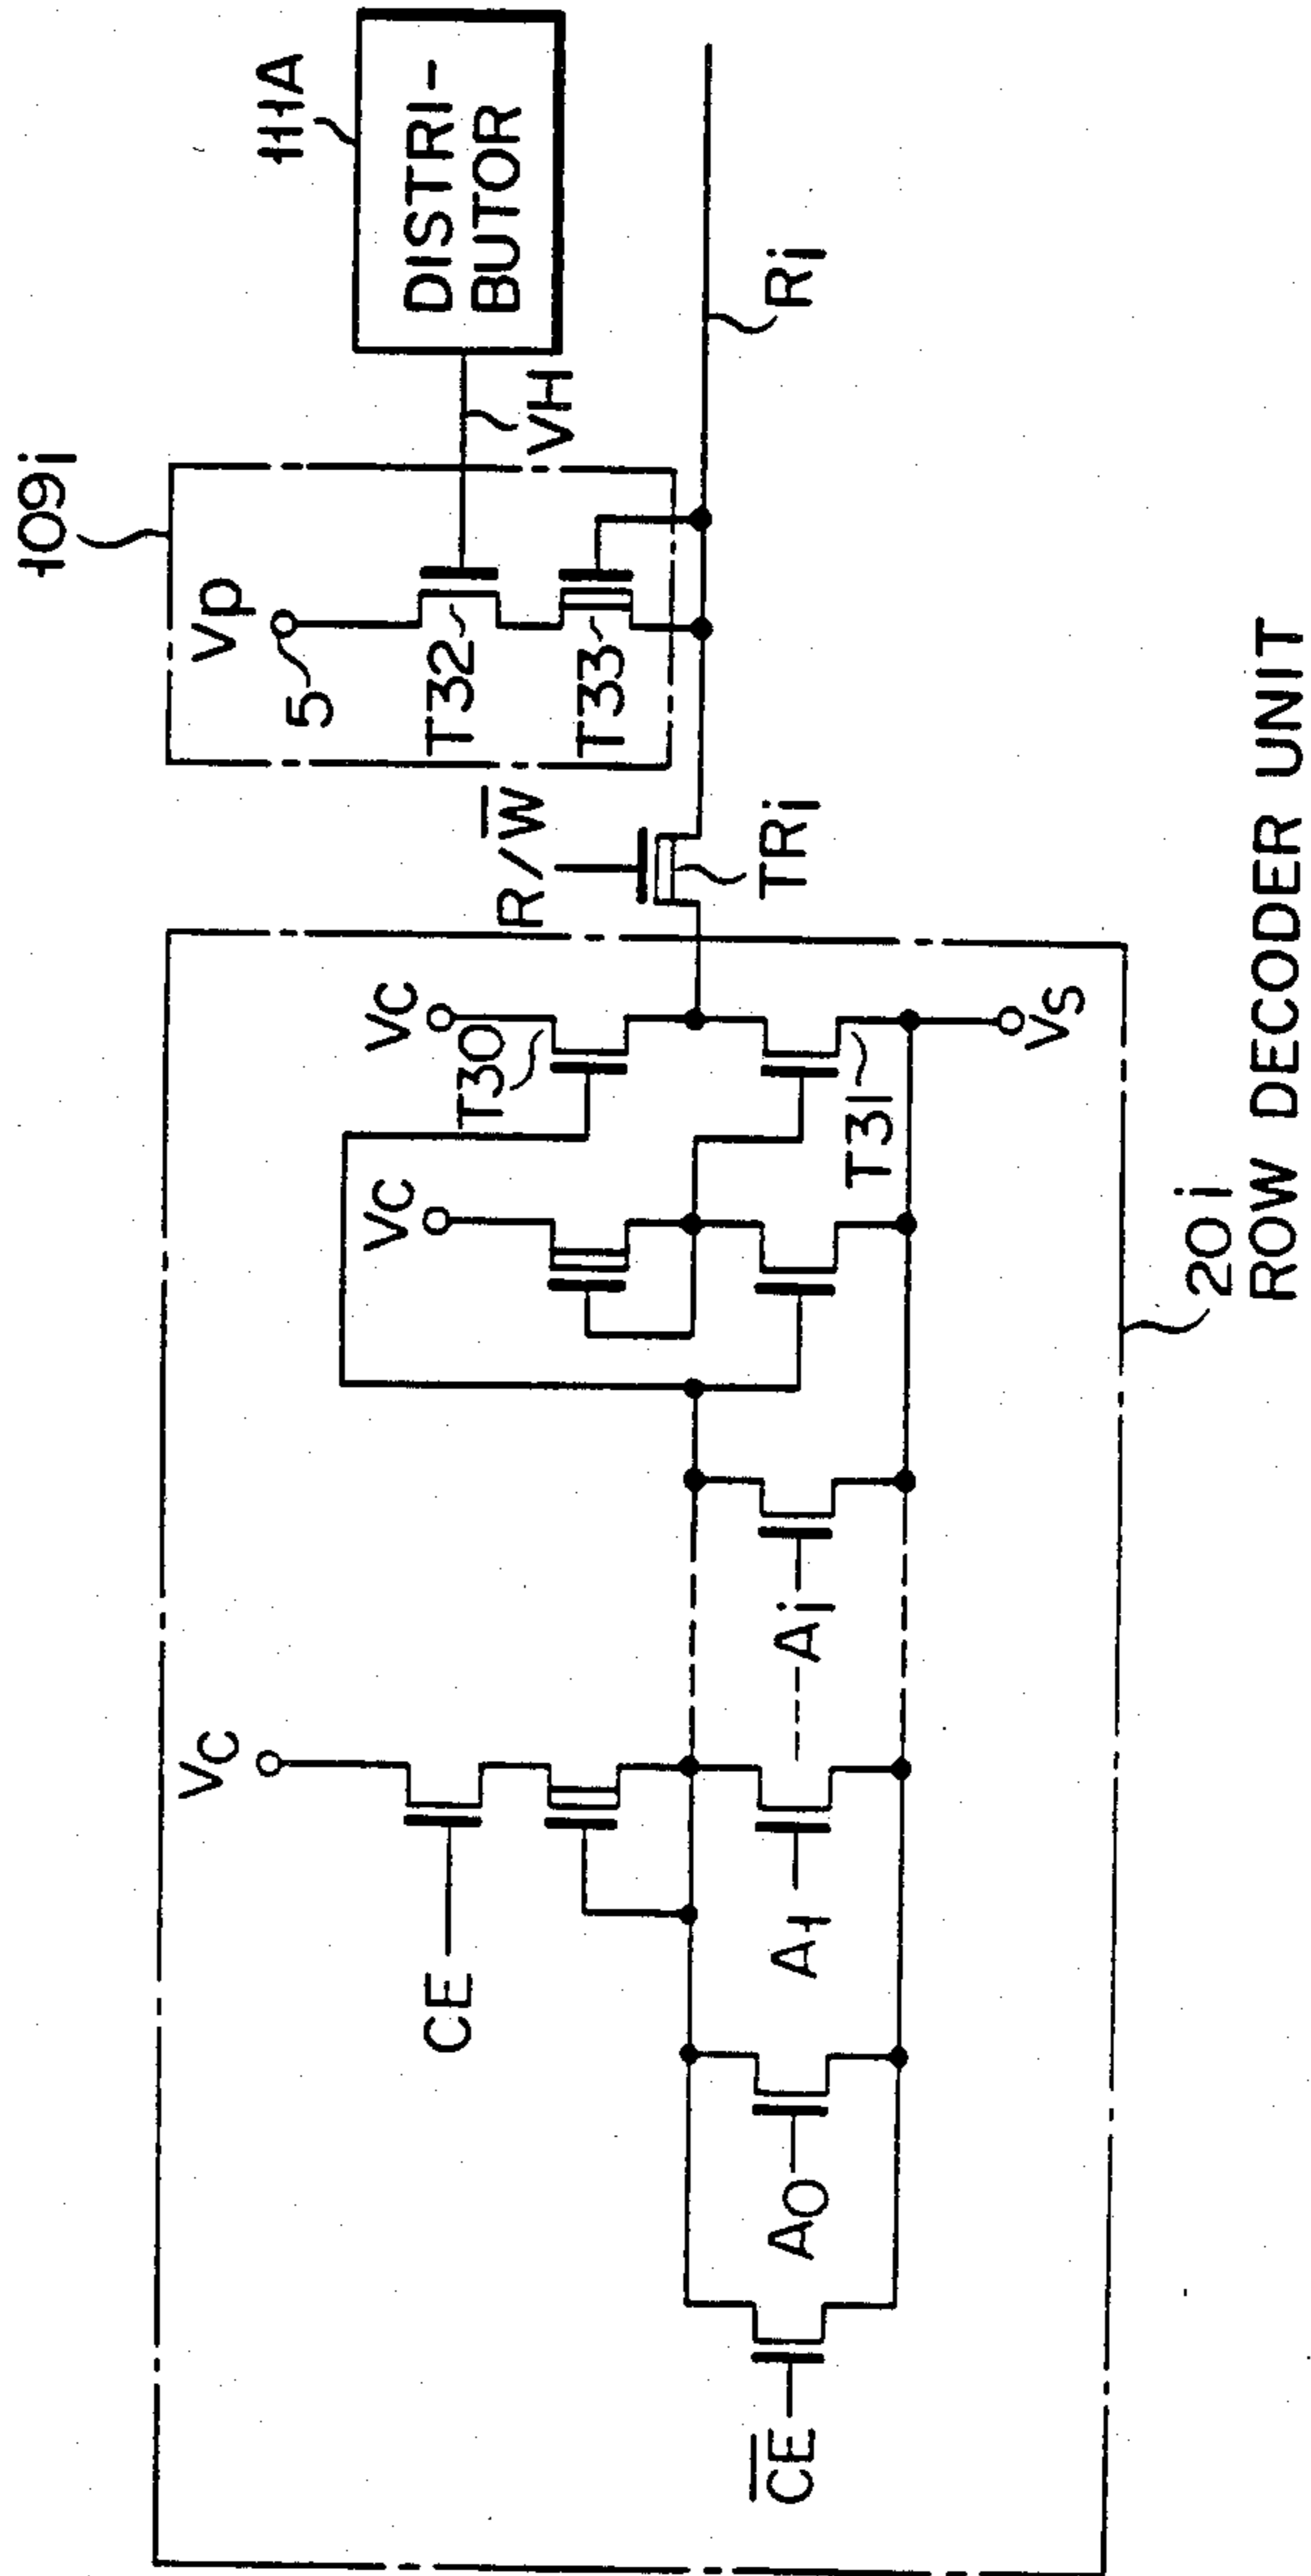 109i
111A
VP
5
DISTRI-
BUTOR
T32
VH
T33
R/W̅
TRi
Ri
VC
CE
VC
VC
T30
C̅E̅
A0
A1
Ai
T31
VS
20i
ROW DECODER UNIT